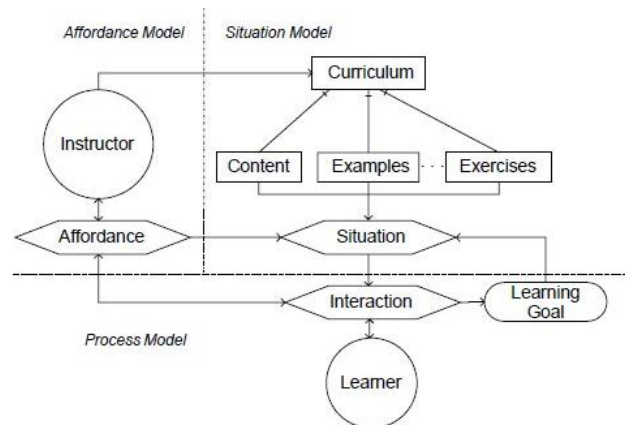 Affordance Model
Situation Model
Curriculum
Instructor
Content
Examples
Exercises
Affordance
Situation
Interaction
Learning
Goal
Process Model
Learner